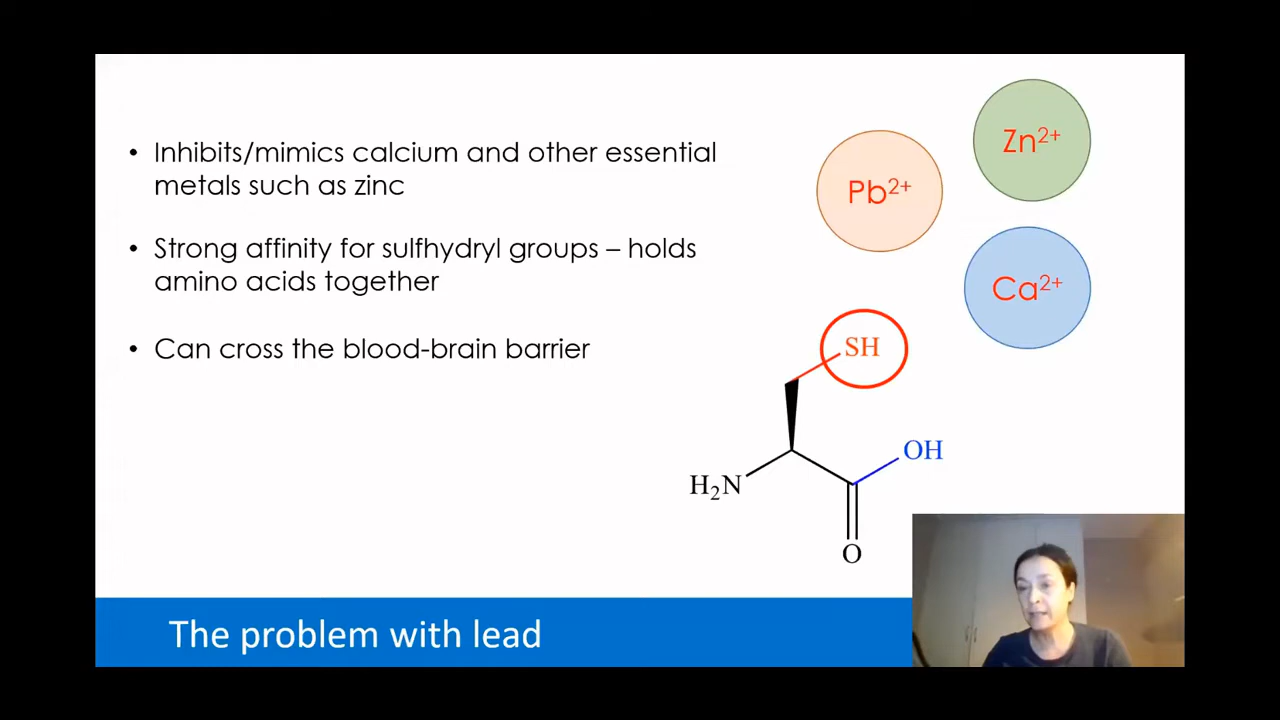 • Inhibits/mimics calcium and other essential
metals such as zinc
• Strong affinity for sulfhydryl groups – holds
amino acids together
• Can cross the blood-brain barrier
Zn²⁺
Pb²⁺
Ca²⁺
SH
OH
H₂N
O
The problem with lead